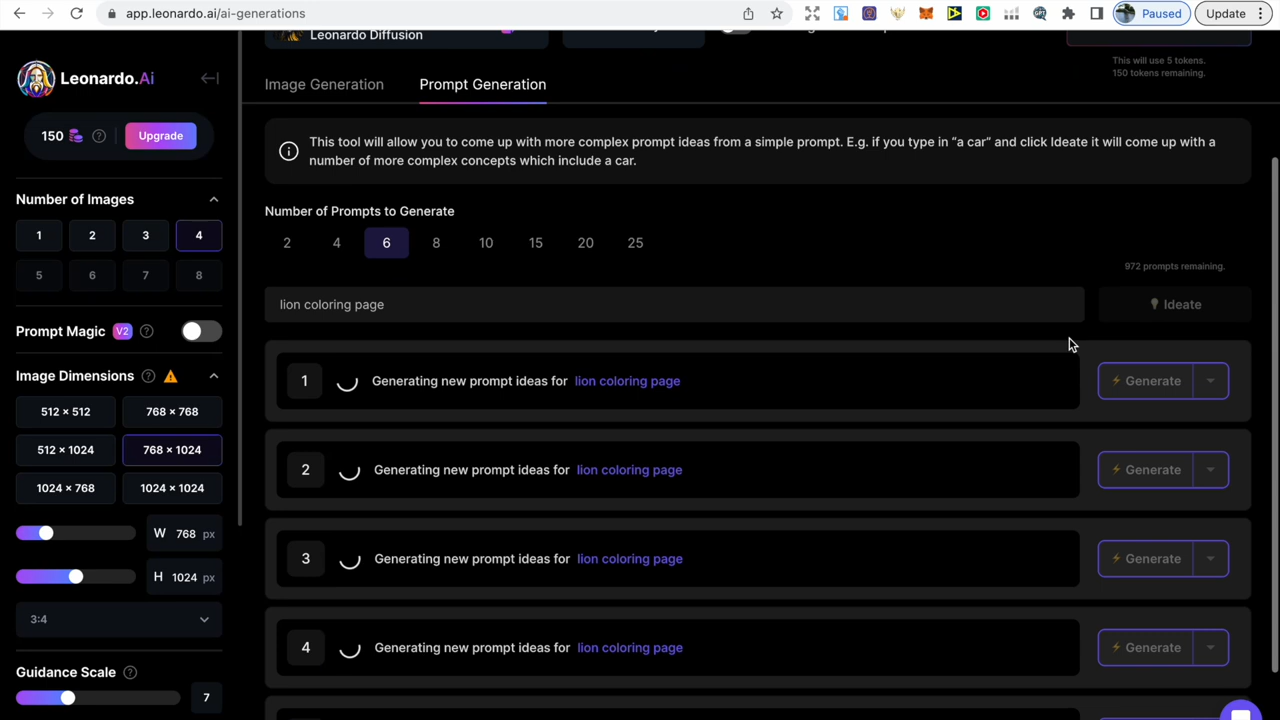 app.leonardo.ai/ai-generations
Paused
Update
Leonardo.Ai
150
Upgrade
Number of Images
1 2 3 4
5 6 7 8
Prompt Magic V2
Image Dimensions
512 × 512 768 × 768
512 × 1024 768 × 1024
1024 × 768 1024 × 1024
W 768 px
H 1024 px
3:4
Guidance Scale
7
Leonardo Diffusion
This will use 5 tokens.
150 tokens remaining.
Image Generation Prompt Generation
This tool will allow you to come up with more complex prompt ideas from a simple prompt. E.g. if you type in “a car” and click Ideate it will come up with a
number of more complex concepts which include a car.
Number of Prompts to Generate
2 4 6 8 10 15 20 25
972 prompts remaining.
lion coloring page
Ideate
1 Generating new prompt ideas for lion coloring page Generate
2 Generating new prompt ideas for lion coloring page Generate
3 Generating new prompt ideas for lion coloring page Generate
4 Generating new prompt ideas for lion coloring page Generate